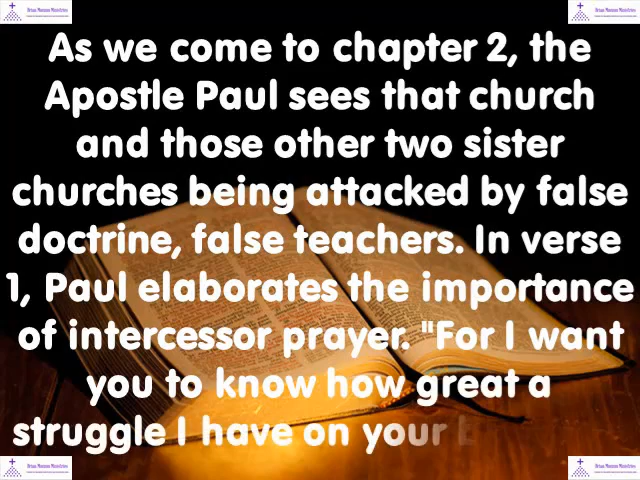 As we come to chapter 2, the
Apostle Paul sees that church
and those other two sister
churches being attacked by false
doctrine, false teachers. In verse
1, Paul elaborates the importance
of intercessor prayer. "For I want
you to know how great a
struggle I have on your